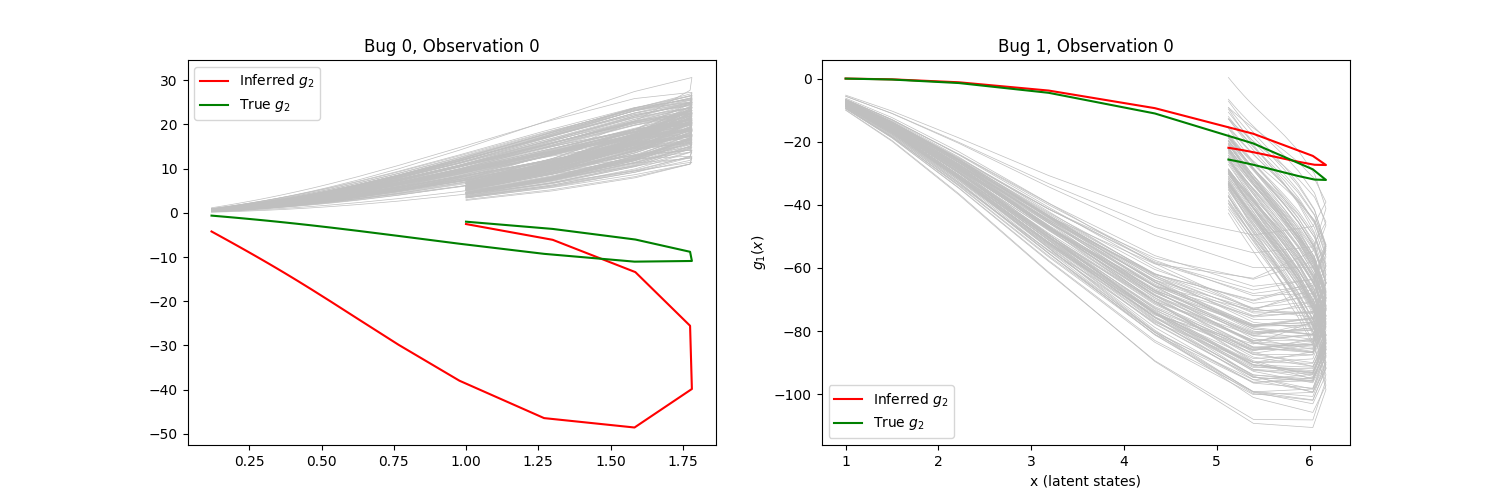 Bug 0, Observation 0
Inferred g₂
True g₂
30
20
10
0
−10
−20
−30
−40
−50
0.25 0.50 0.75 1.00 1.25 1.50 1.75
Bug 1, Observation 0
g₁(x)
0
−20
−40
−60
−80
−100
Inferred g₂
True g₂
1 2 3 4 5 6
x (latent states)